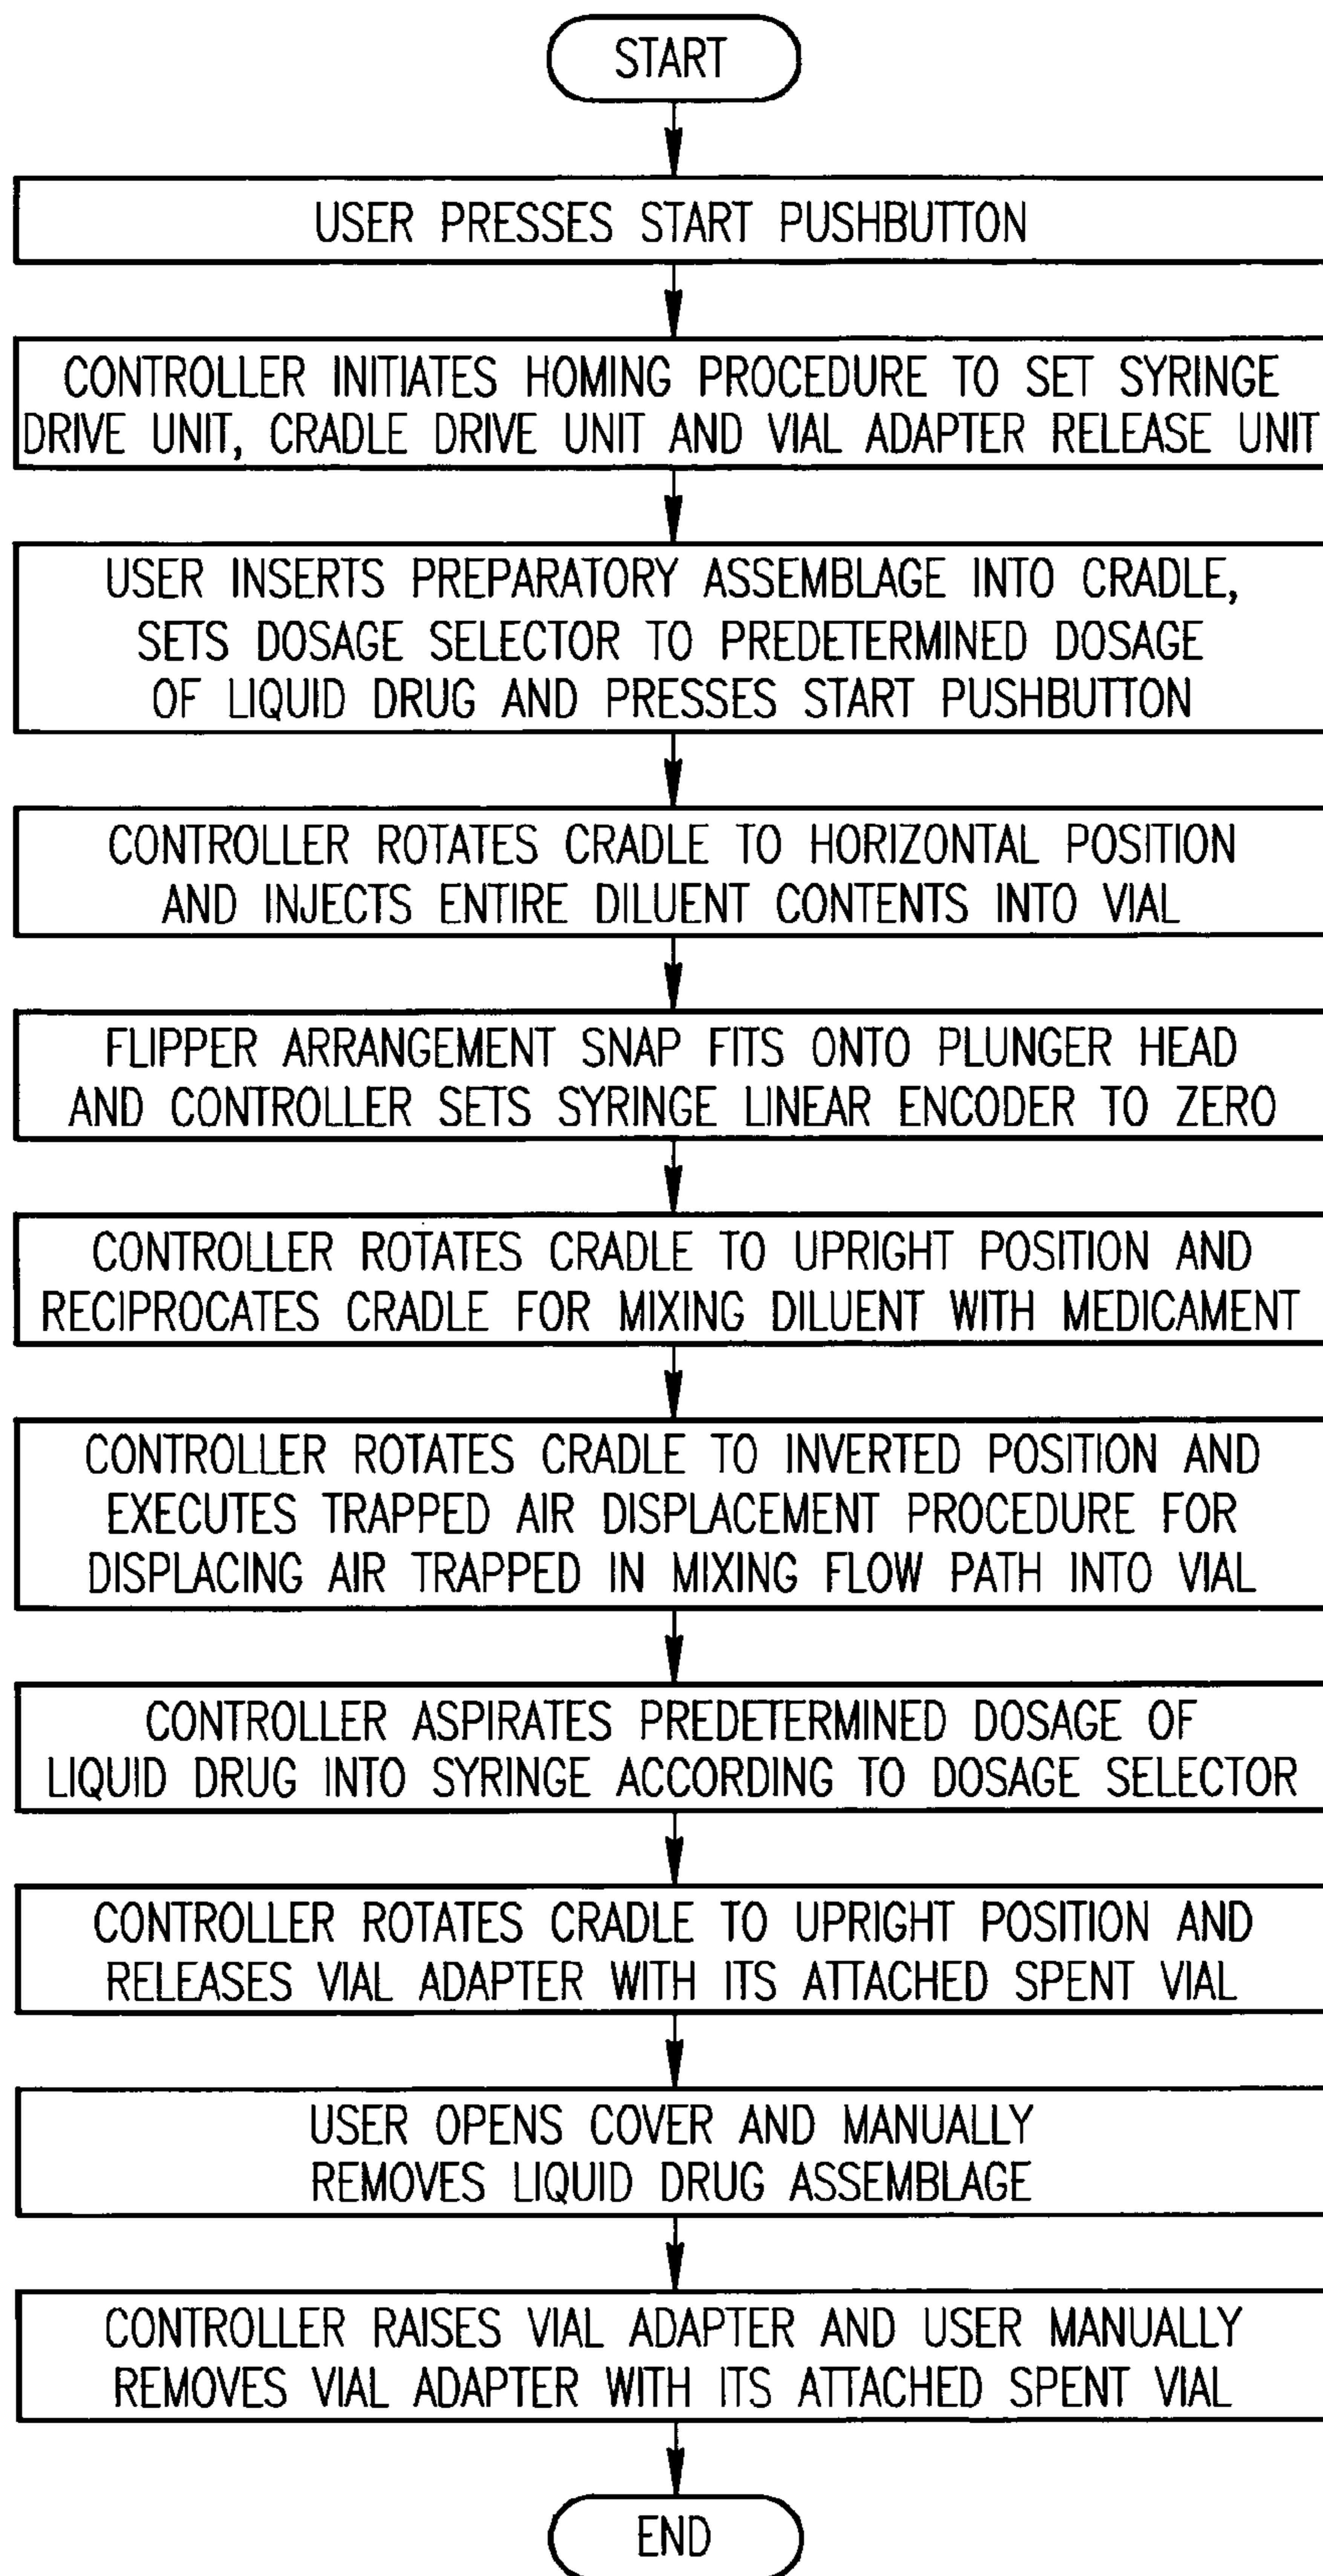 START
USER PRESSES START PUSHBUTTON
CONTROLLER INITIATES HOMING PROCEDURE TO SET SYRINGE
DRIVE UNIT, CRADLE DRIVE UNIT AND VIAL ADAPTER RELEASE UNIT
USER INSERTS PREPARATORY ASSEMBLAGE INTO CRADLE,
SETS DOSAGE SELECTOR TO PREDETERMINED DOSAGE
OF LIQUID DRUG AND PRESSES START PUSHBUTTON
CONTROLLER ROTATES CRADLE TO HORIZONTAL POSITION
AND INJECTS ENTIRE DILUENT CONTENTS INTO VIAL
FLIPPER ARRANGEMENT SNAP FITS ONTO PLUNGER HEAD
AND CONTROLLER SETS SYRINGE LINEAR ENCODER TO ZERO
CONTROLLER ROTATES CRADLE TO UPRIGHT POSITION AND
RECIPROCATES CRADLE FOR MIXING DILUENT WITH MEDICAMENT
CONTROLLER ROTATES CRADLE TO INVERTED POSITION AND
EXECUTES TRAPPED AIR DISPLACEMENT PROCEDURE FOR
DISPLACING AIR TRAPPED IN MIXING FLOW PATH INTO VIAL
CONTROLLER ASPIRATES PREDETERMINED DOSAGE OF
LIQUID DRUG INTO SYRINGE ACCORDING TO DOSAGE SELECTOR
CONTROLLER ROTATES CRADLE TO UPRIGHT POSITION AND
RELEASES VIAL ADAPTER WITH ITS ATTACHED SPENT VIAL
USER OPENS COVER AND MANUALLY
REMOVES LIQUID DRUG ASSEMBLAGE
CONTROLLER RAISES VIAL ADAPTER AND USER MANUALLY
REMOVES VIAL ADAPTER WITH ITS ATTACHED SPENT VIAL
END